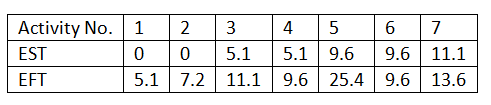 Activity No. 1 2 3 4 5 6 7
EST 0 0 5.1 5.1 9.6 9.6 11.1
EFT 5.1 7.2 11.1 9.6 25.4 9.6 13.6